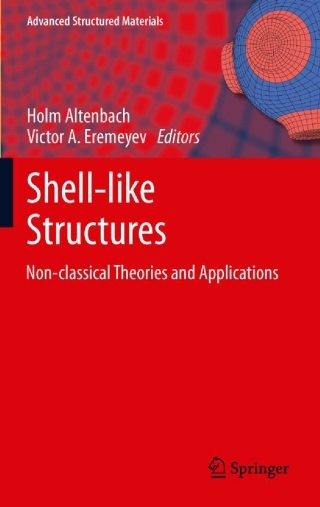 Advanced Structured Materials
Holm Altenbach
Victor A. Eremeyev Editors
Shell-like
Structures
Non-classical Theories and Applications
Springer